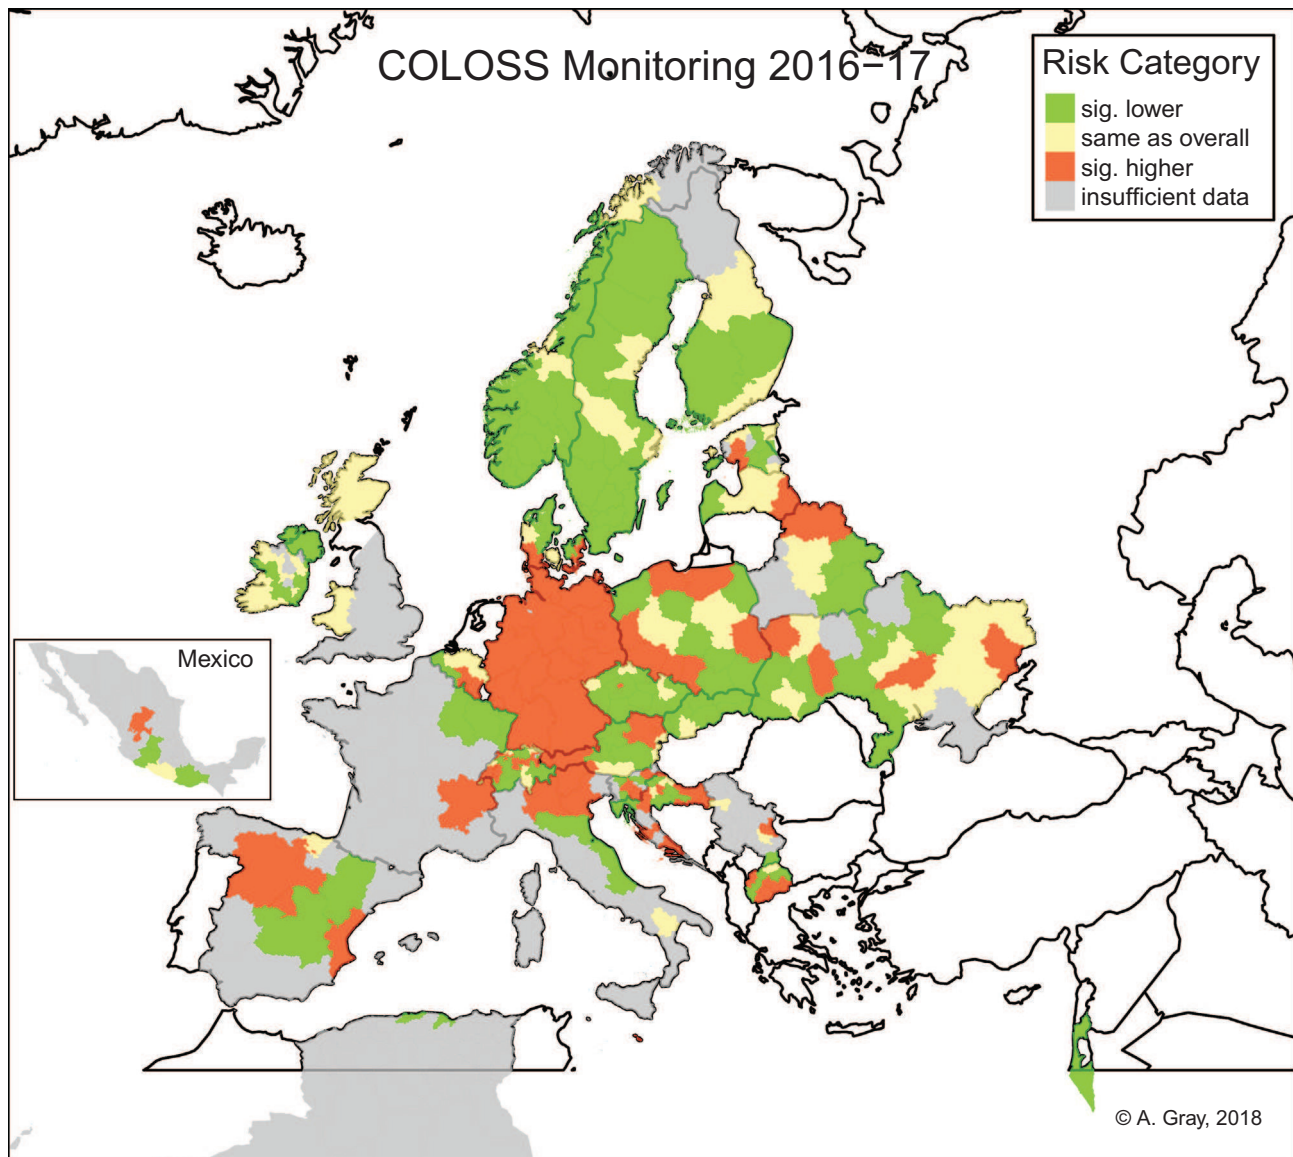 COLOSS Monitoring 2016−17
Risk Category
sig. lower
same as overall
sig. higher
insufficient data
Mexico
© A. Gray, 2018